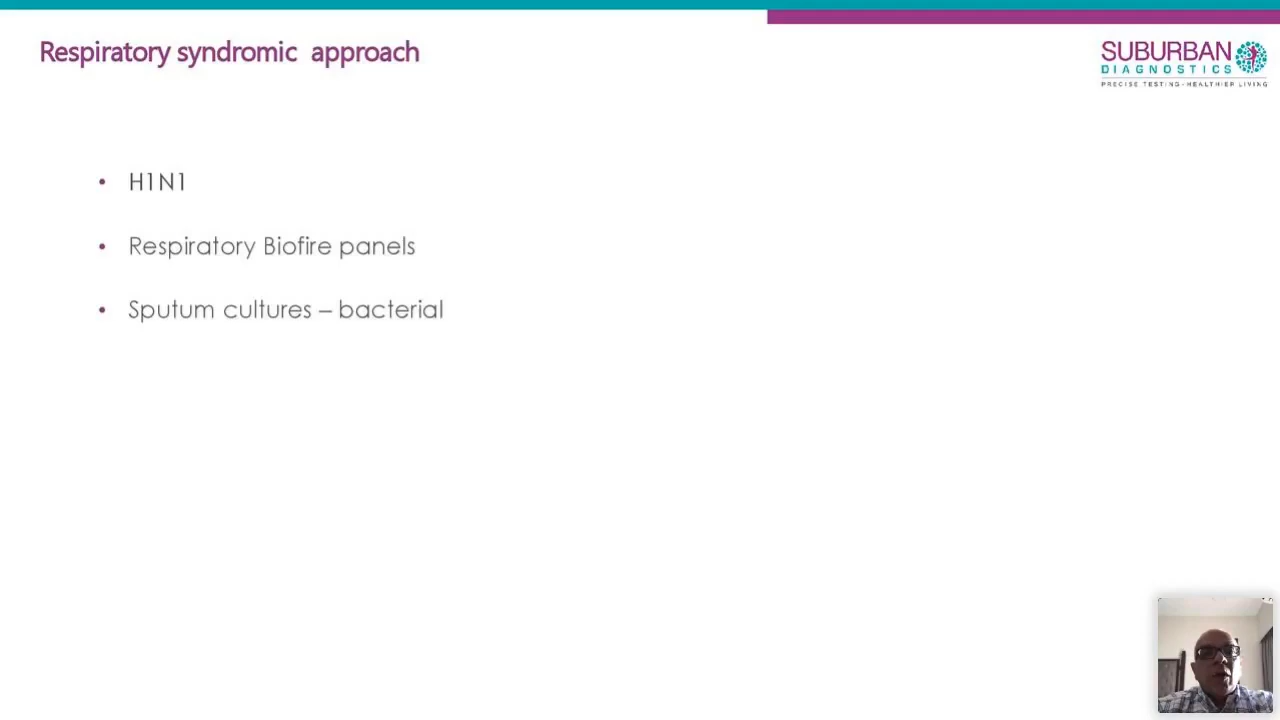 Respiratory syndromic approach
SUBURBAN
DIAGNOSTICS
PRECISE TESTING-HEALTHIER LIVING
• H1N1
• Respiratory Biofire panels
• Sputum cultures – bacterial